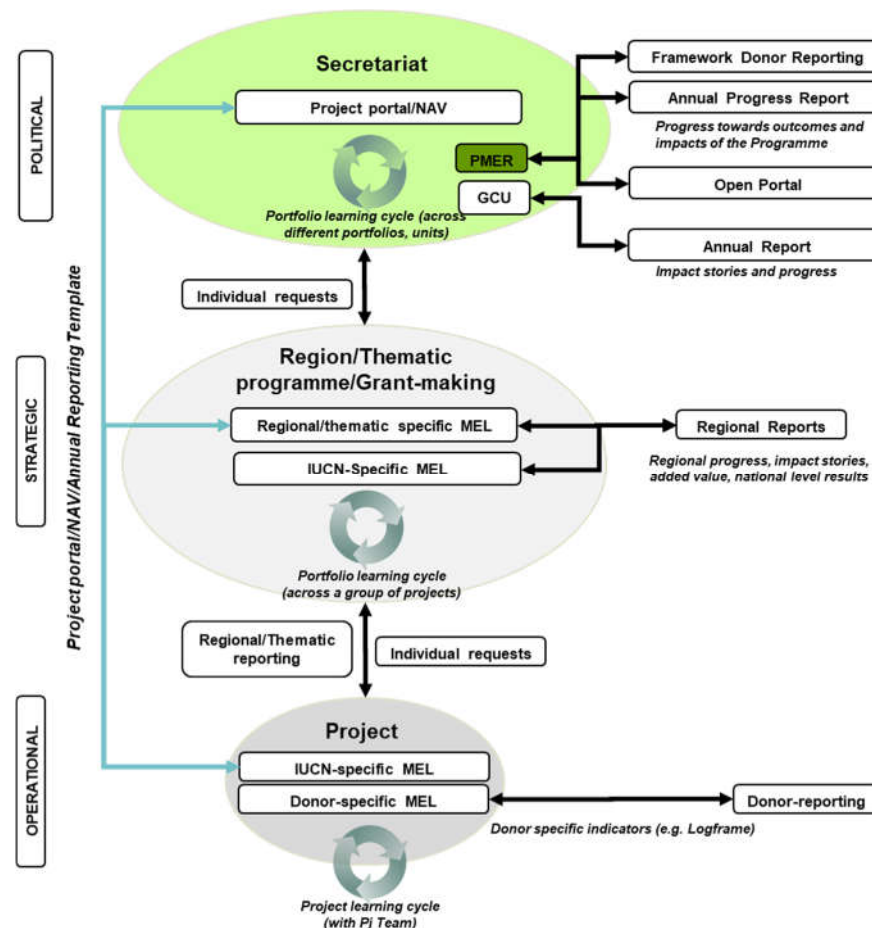 POLITICAL
Secretariat
Project portal/NAV
PMER
GCU
Portfolio learning cycle (across
different portfolios, units)
Framework Donor Reporting
Annual Progress Report
Progress towards outcomes and
impacts of the Programme
Open Portal
Annual Report
Impact stories and progress
Individual requests
Project portal/NAV/Annual Reporting Template
STRATEGIC
Region/Thematic
programme/Grant-making
Regional/thematic specific MEL
IUCN-Specific MEL
Portfolio learning cycle
(across a group of projects)
Regional Reports
Regional progress, impact stories,
added value, national level results
Regional/Thematic
reporting
Individual requests
OPERATIONAL
Project
IUCN-specific MEL
Donor-specific MEL
Donor-reporting
Donor specific indicators (e.g. Logframe)
Project learning cycle
(with Pj Team)